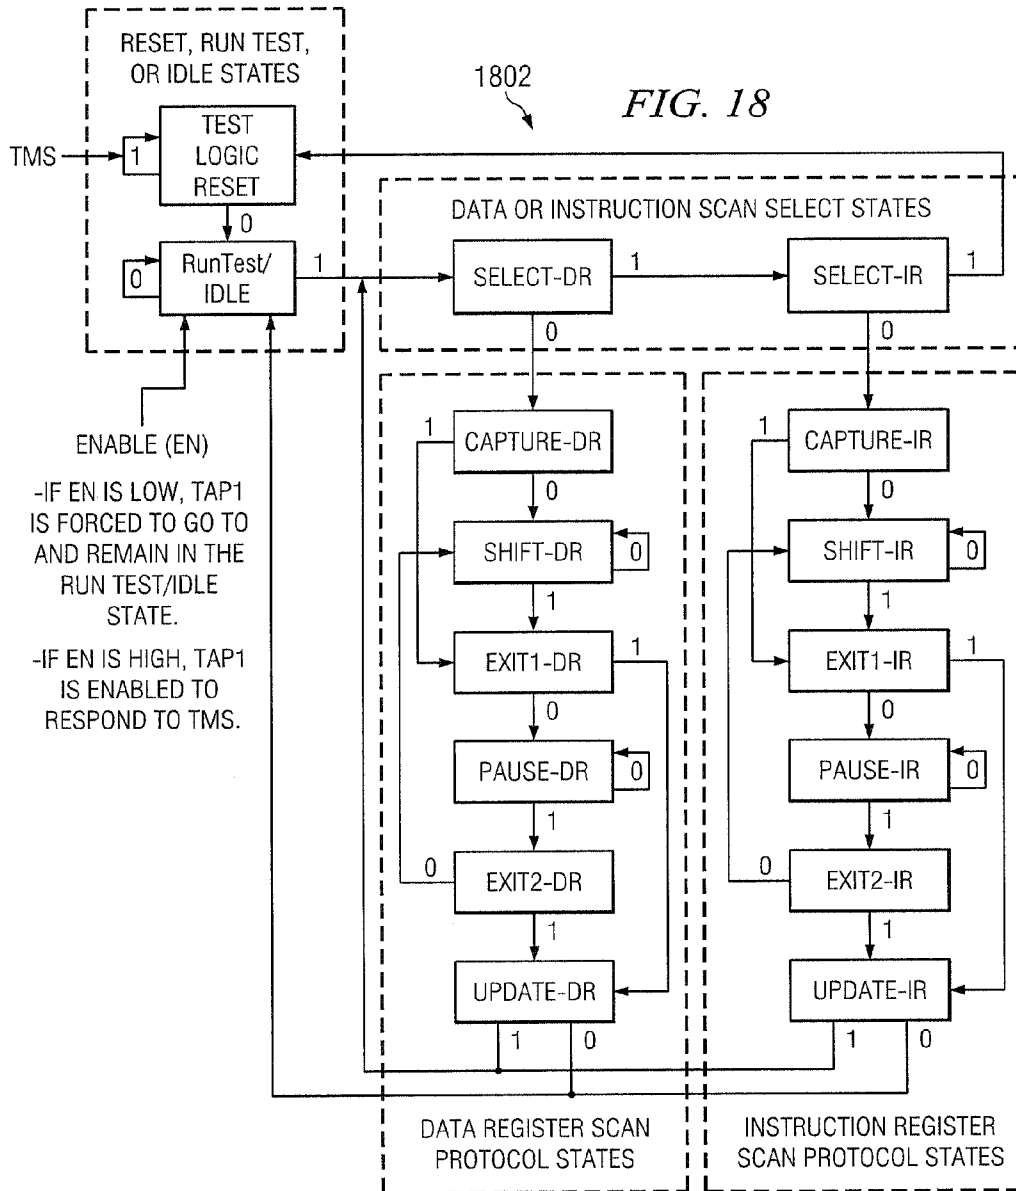 RESET, RUN TEST,
OR IDLE STATES
1802
FIG. 18
TMS
1
TEST
LOGIC
RESET
0
0
RunTest/
IDLE
1
DATA OR INSTRUCTION SCAN SELECT STATES
SELECT-DR
1
SELECT-IR
1
0
0
ENABLE (EN)
-IF EN IS LOW, TAP1
IS FORCED TO GO TO
AND REMAIN IN THE
RUN TEST/IDLE
STATE.
-IF EN IS HIGH, TAP1
IS ENABLED TO
RESPOND TO TMS.
1
CAPTURE-DR
0
SHIFT-DR
0
1
EXIT1-DR
1
0
PAUSE-DR
0
1
0
EXIT2-DR
1
UPDATE-DR
1
0
DATA REGISTER SCAN
PROTOCOL STATES
1
CAPTURE-IR
0
SHIFT-IR
0
1
EXIT1-IR
1
0
PAUSE-IR
0
1
0
EXIT2-IR
1
UPDATE-IR
1
0
INSTRUCTION REGISTER
SCAN PROTOCOL STATES